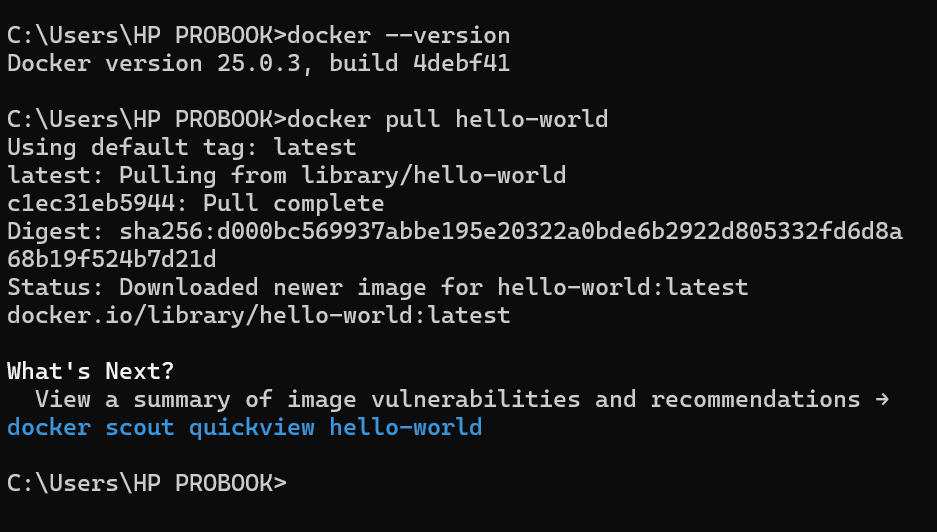 C:\Users\HP PROBOOK>docker --version
Docker version 25.0.3, build 4debf41
C:\Users\HP PROBOOK>docker pull hello-world
Using default tag: latest
latest: Pulling from library/hello-world
c1ec31eb5944: Pull complete
Digest: sha256:d000bc569937abbe195e20322a0bde6b2922d805332fd6d8a
68b19f524b7d21d
Status: Downloaded newer image for hello-world:latest
docker.io/library/hello-world:latest
What's Next?
  View a summary of image vulnerabilities and recommendations →
docker scout quickview hello-world
C:\Users\HP PROBOOK>